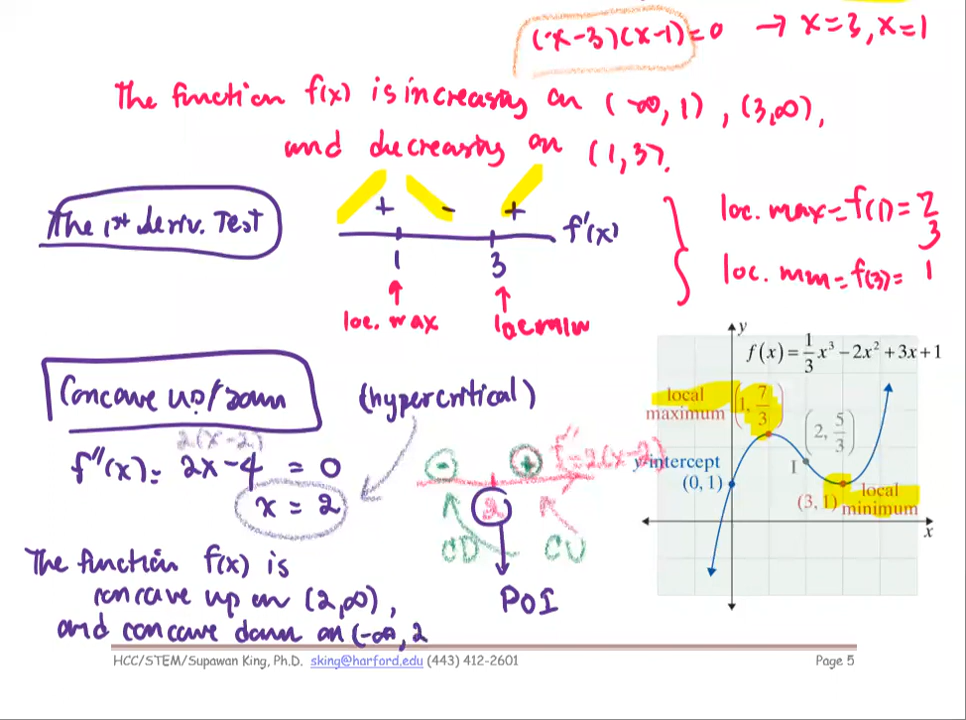 (x-3)(x-1)=0 → x=3, x=1
The function f(x) is increasing on (-∞, 1), (3,∞),
and decreasing on (1,3).
The 1st deriv. Test
+ - +
f'(x)
1 3
loc. max loc min
loc. max = f(1) = 7/3
loc. min = f(3) = 1
Concave up/down
(hypercritical)
2(x-2)
f''(x) = 2x-4 = 0
x = 2
- +
f''=2(x-2)
2
CD CU
POI
The function f(x) is
concave up on (2,∞),
and concave down on (-∞, 2
y
f(x) = 1/3 x³ − 2x² + 3x + 1
local
maximum
(1, 7/3)
(2, 5/3)
y-intercept
(0, 1)
I
(3, 1)
local
minimum
x
HCC/STEM/Supawan King, Ph.D. sking@harford.edu (443) 412-2601 Page 5